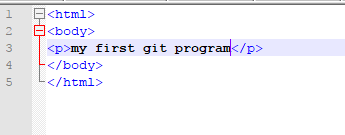 1 <html>
2 <body>
3 <p>my first git program</p>
4 </body>
5 </html>